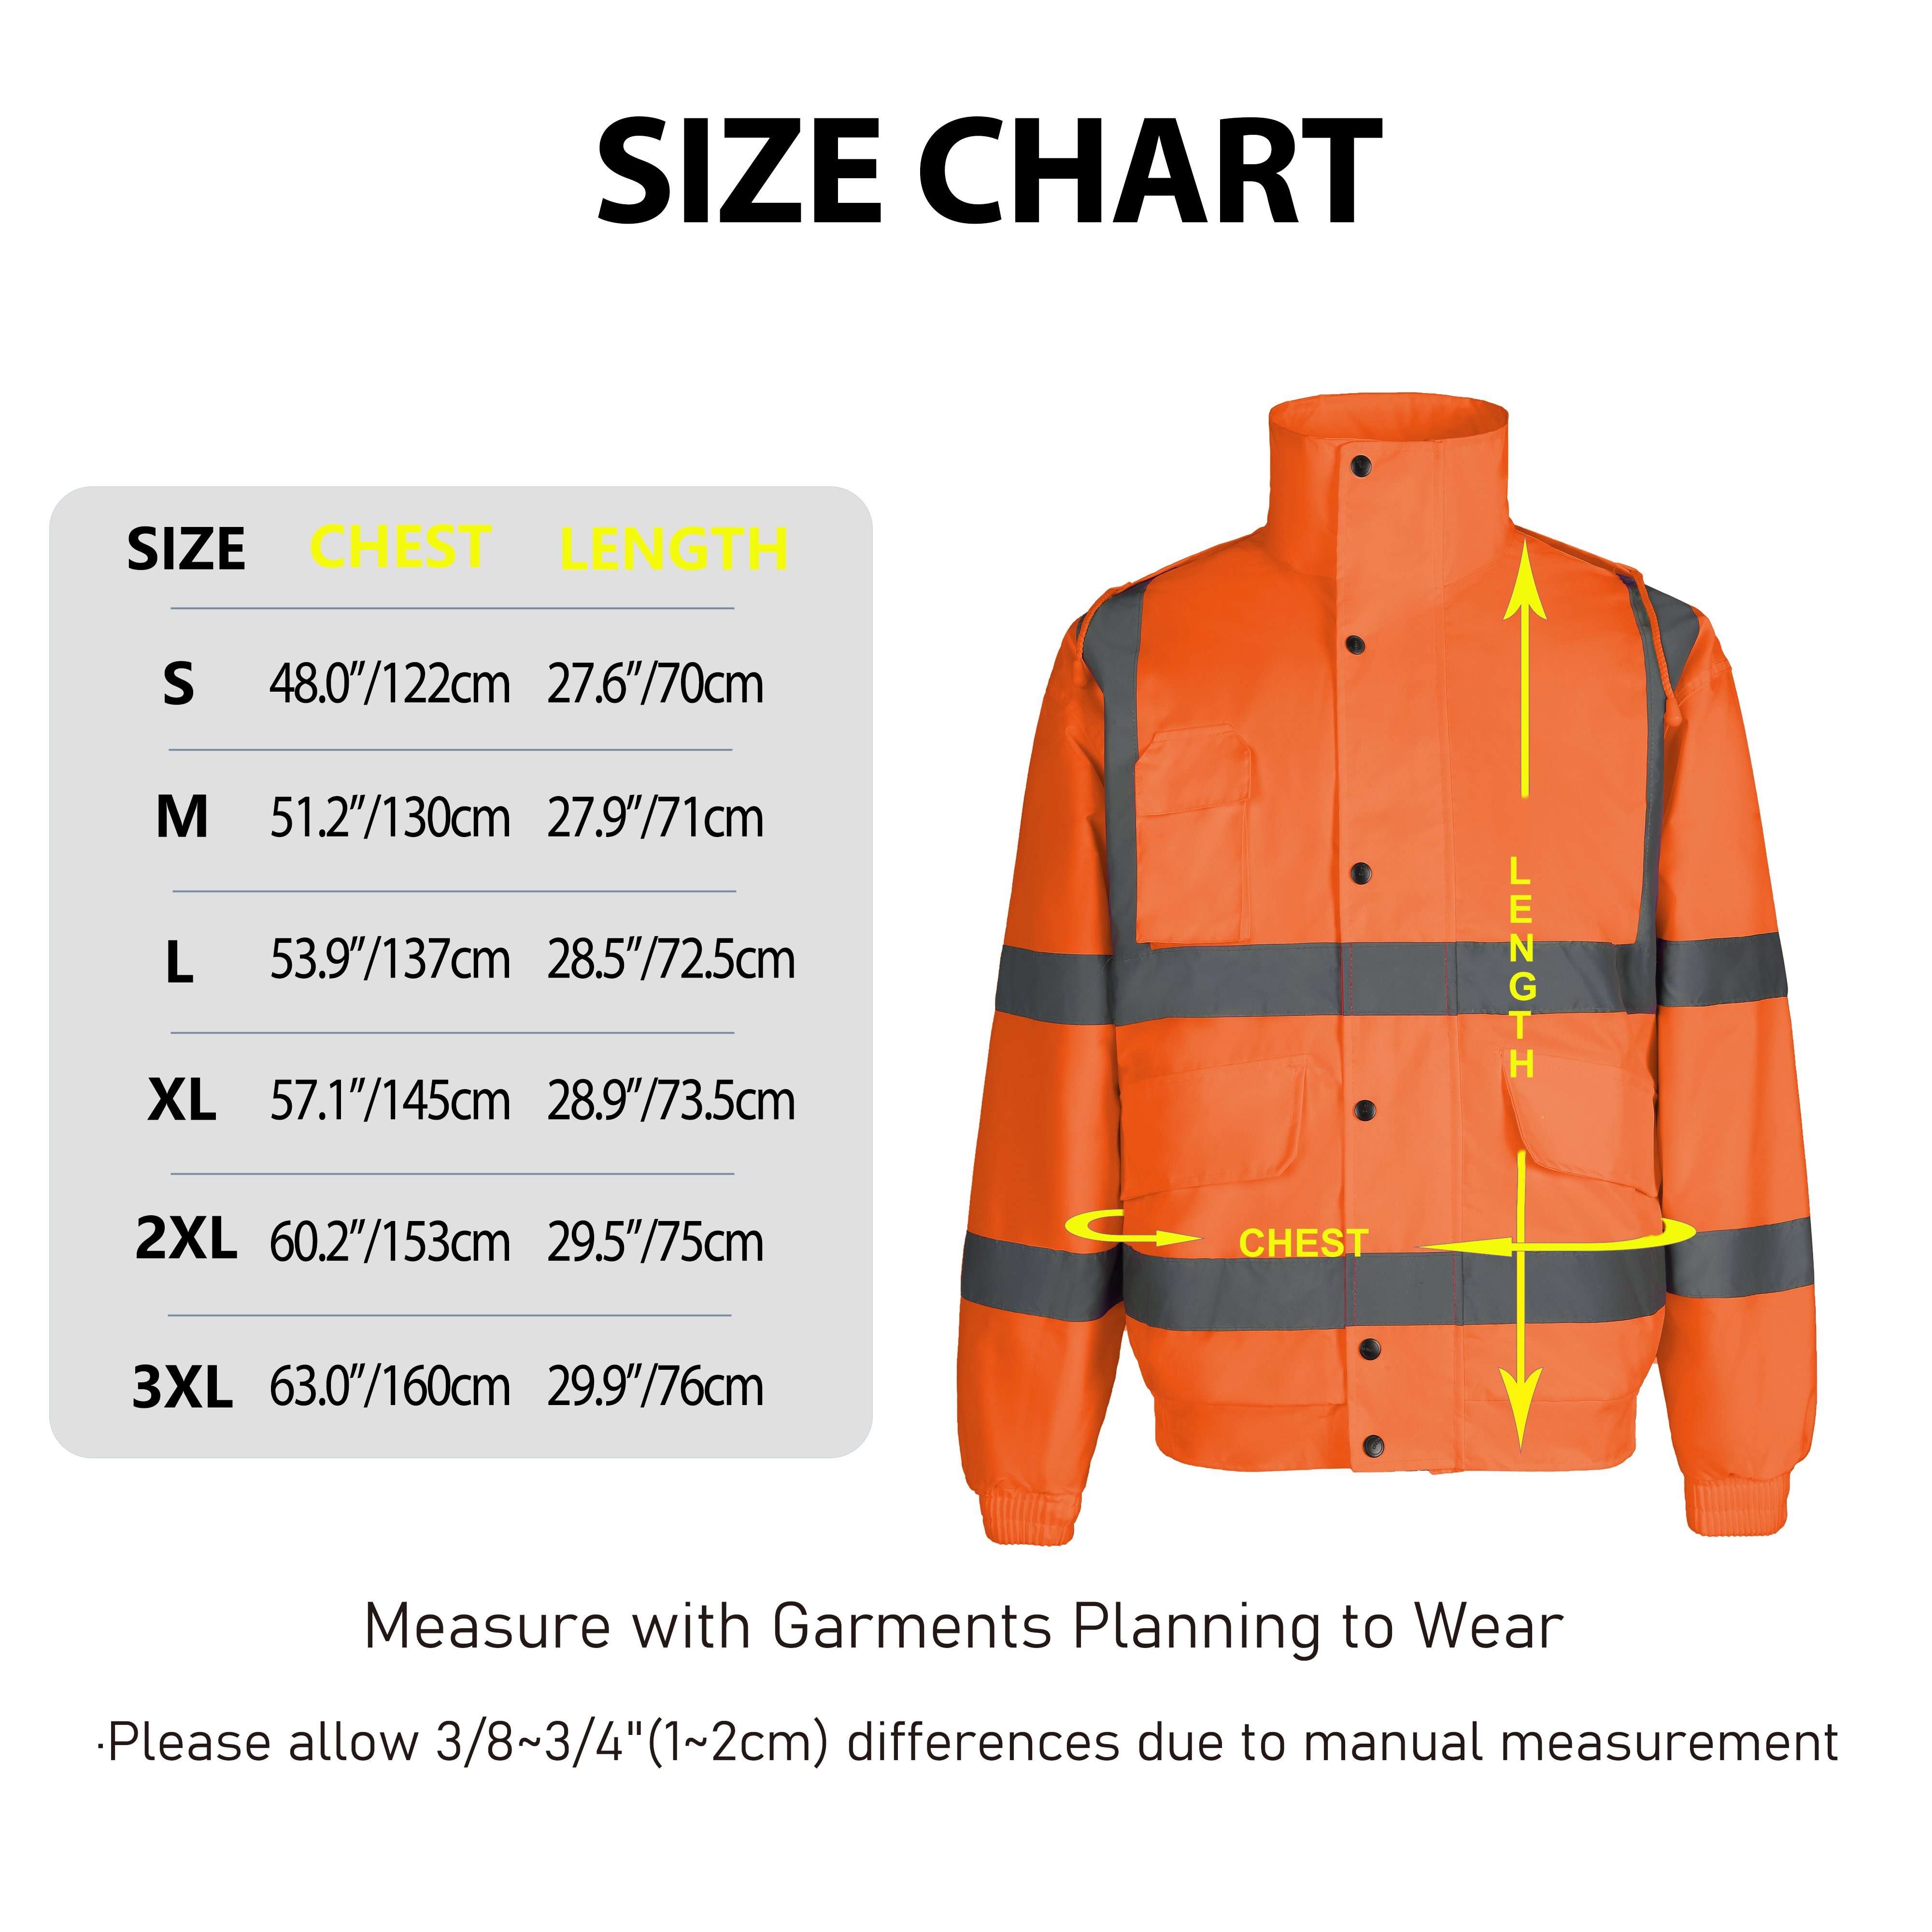 SIZE CHART
SIZE CHEST LENGTH
S 48.0”/122cm 27.6”/70cm
M 51.2”/130cm 27.9”/71cm
L 53.9”/137cm 28.5”/72.5cm
XL 57.1”/145cm 28.9”/73.5cm
2XL 60.2”/153cm 29.5”/75cm
3XL 63.0”/160cm 29.9”/76cm
LENGTH
CHEST
Measure with Garments Planning to Wear
·Please allow 3/8~3/4"(1~2cm) differences due to manual measurement